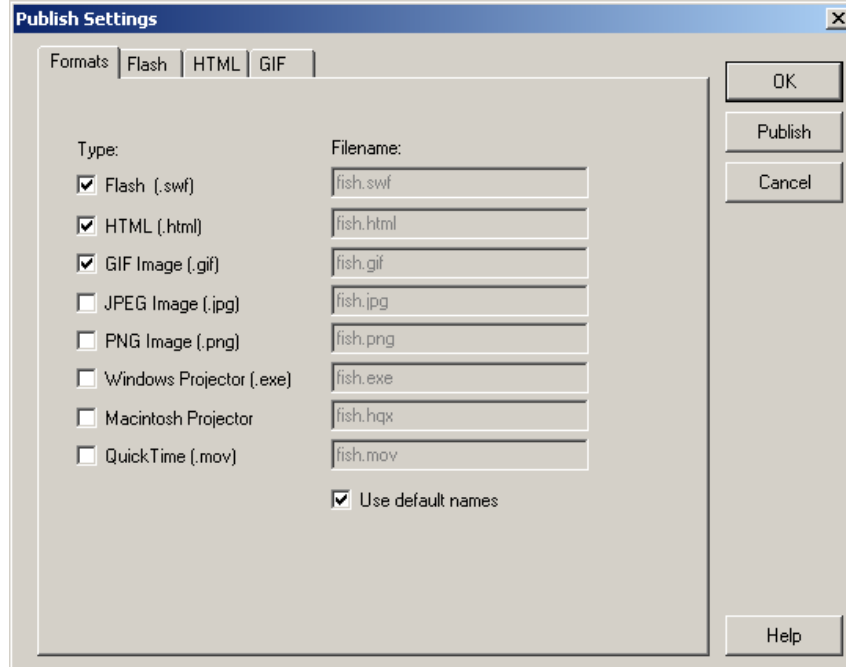 Publish Settings
Formats Flash HTML GIF
OK
Publish
Cancel
Type: Filename:
Flash (.swf) fish.swf
HTML (.html) fish.html
GIF Image (.gif) fish.gif
JPEG Image (.jpg) fish.jpg
PNG Image (.png) fish.png
Windows Projector (.exe) fish.exe
Macintosh Projector fish.hqx
QuickTime (.mov) fish.mov
Use default names
Help